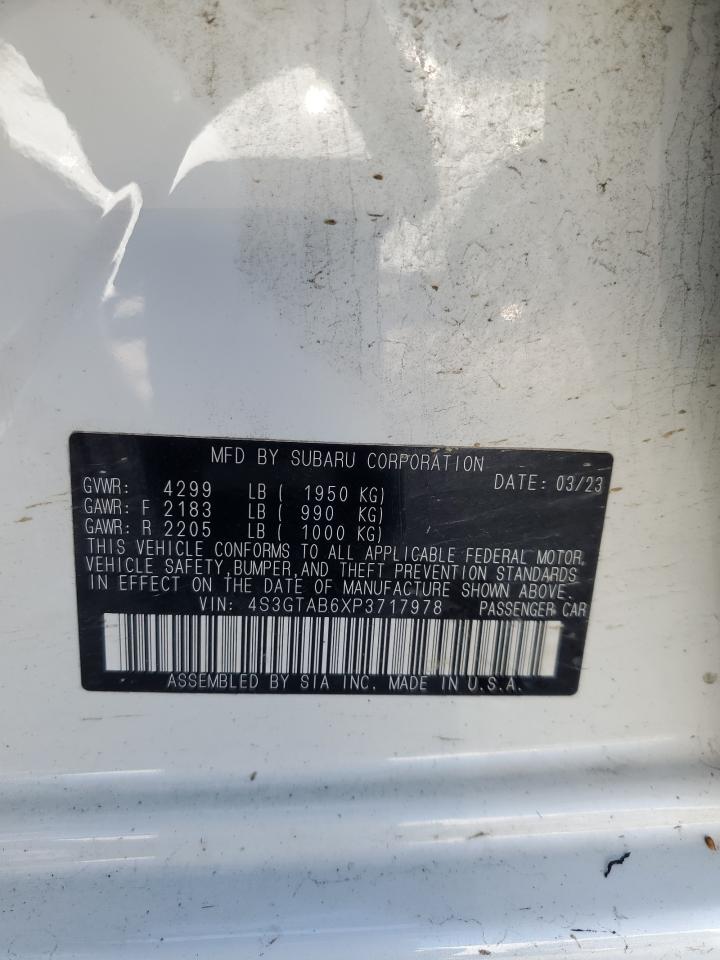 MFD BY SUBARU CORPORATION
GVWR: 4299 LB ( 1950 KG) DATE: 03/23
GAWR: F 2183 LB ( 990 KG)
GAWR: R 2205 LB ( 1000 KG)
THIS VEHICLE CONFORMS TO ALL APPLICABLE FEDERAL MOTOR
VEHICLE SAFETY, BUMPER, AND THEFT PREVENTION STANDARDS
IN EFFECT ON THE DATE OF MANUFACTURE SHOWN ABOVE.
VIN: 4S3GTAB6XP3717978 PASSENGER CAR
ASSEMBLED BY SIA INC. MADE IN U.S.A.